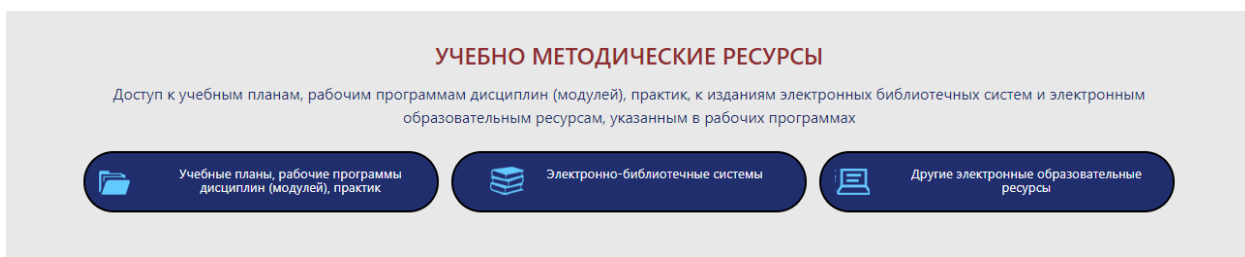 УЧЕБНО МЕТОДИЧЕСКИЕ РЕСУРСЫ
Доступ к учебным планам, рабочим программам дисциплин (модулей), практик, к изданиям электронных библиотечных систем и электронным
образовательным ресурсам, указанным в рабочих программах
Учебные планы, рабочие программы
дисциплин (модулей), практик
Электронно-библиотечные системы
Другие электронные образовательные
ресурсы